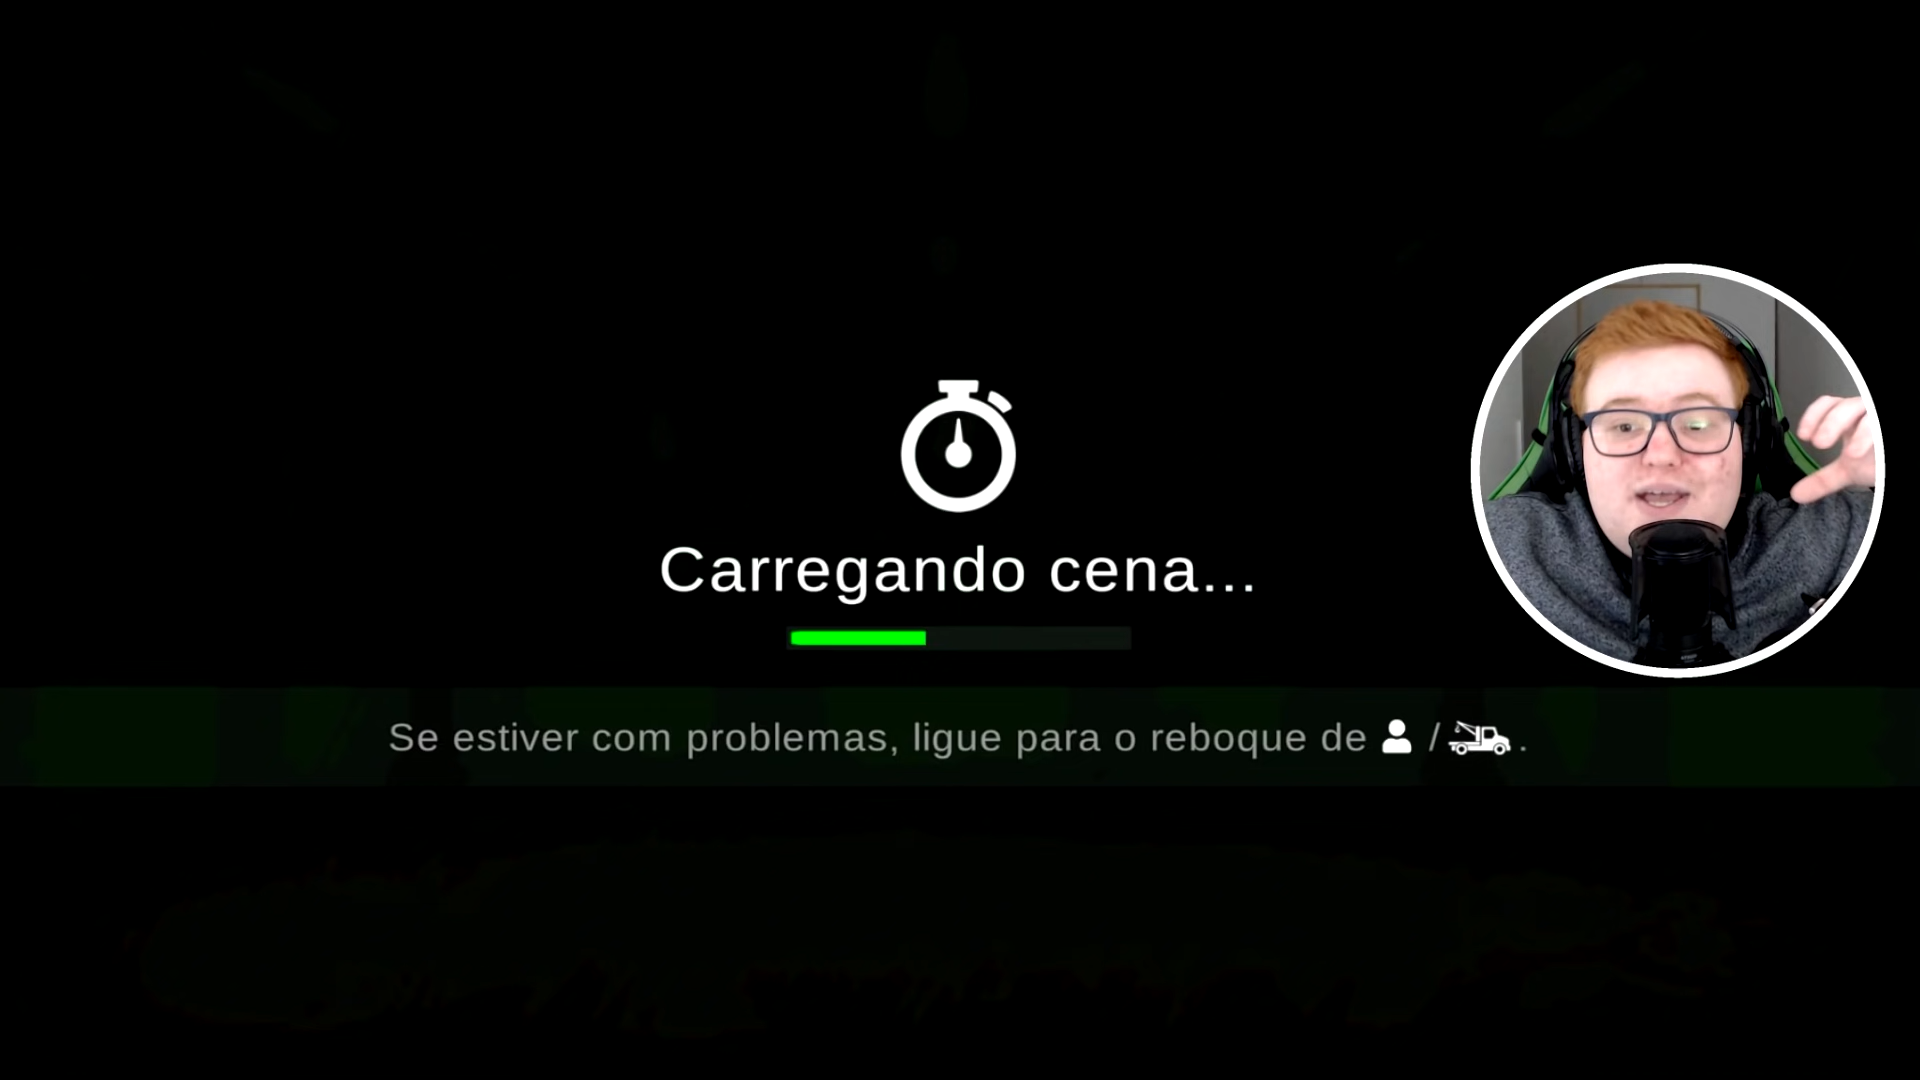 Carregando cena...
Se estiver com problemas, ligue para o reboque de / .